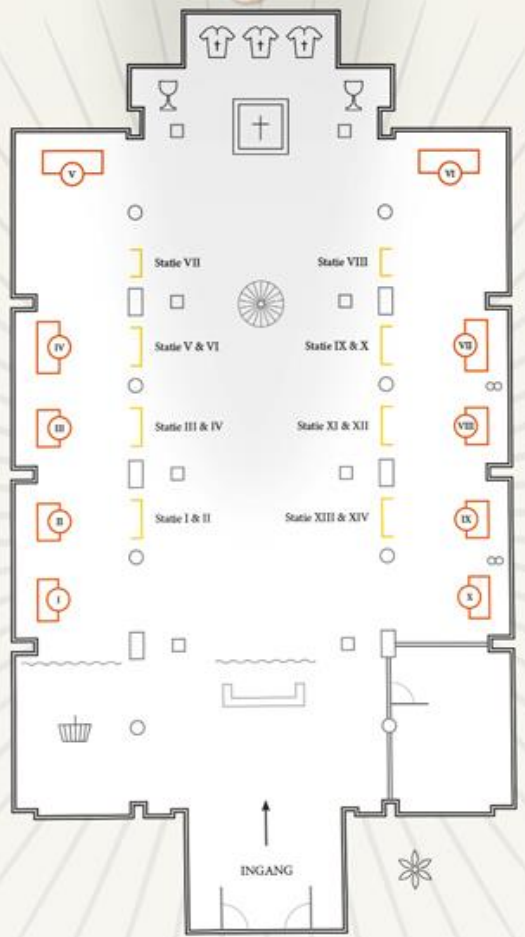 V
VI
Statie VII
Statie VIII
IV
Statie V & VI
Statie IX & X
VII
III
Statie III & IV
Statie XI & XII
VIII
II
Statie I & II
Statie XIII & XIV
IX
I
X
INGANG